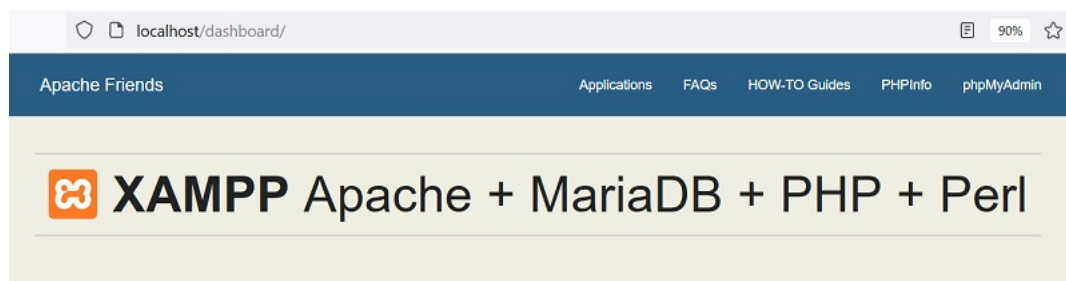 localhost/dashboard/ 90%
Apache Friends Applications FAQs HOW-TO Guides PHPInfo phpMyAdmin
XAMPP Apache + MariaDB + PHP + Perl